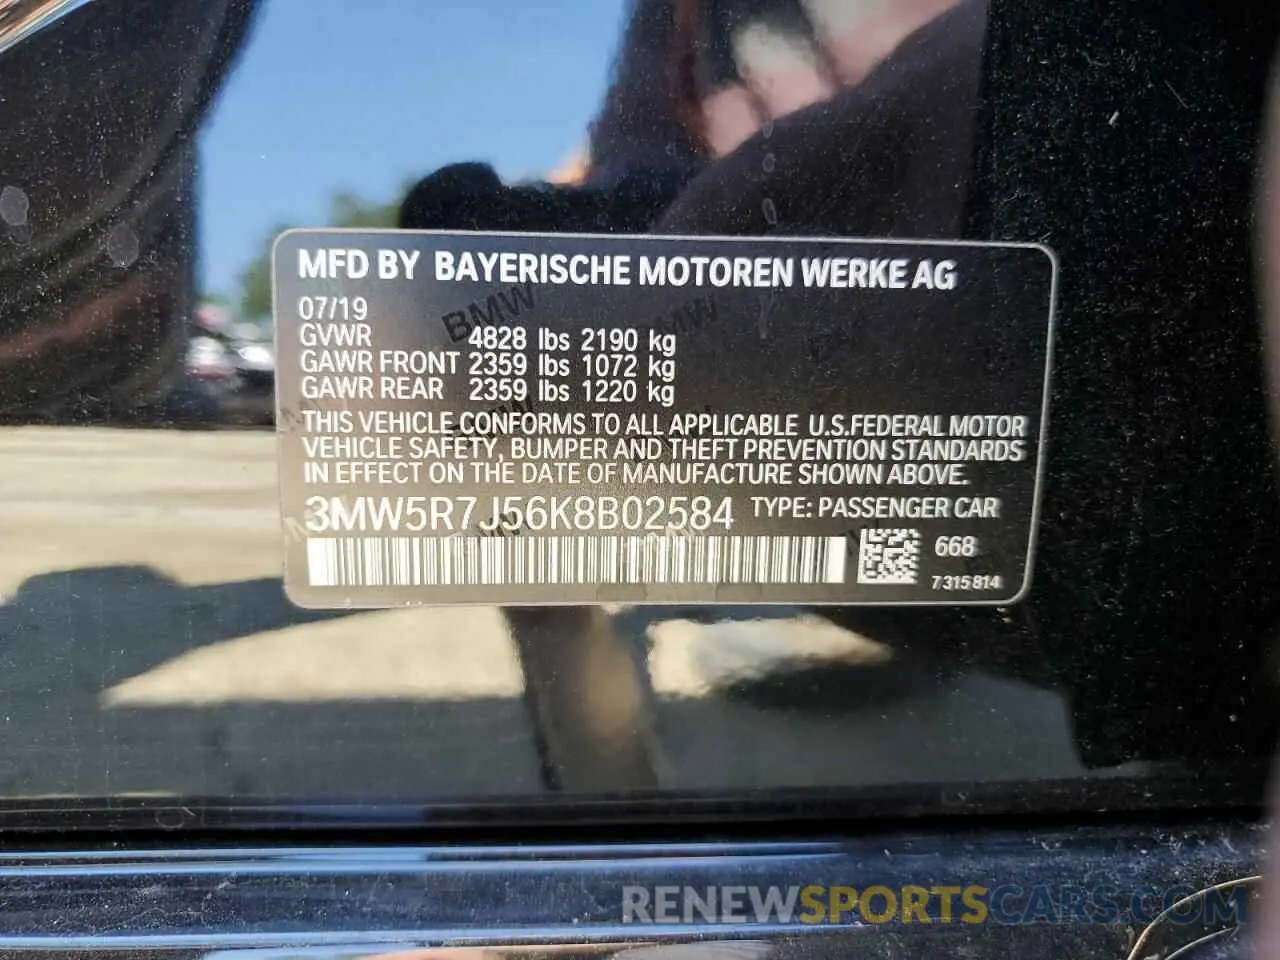 MFD BY BAYERISCHE MOTOREN WERKE AG
07/19
GVWR 4828 lbs 2190 kg
GAWR FRONT 2359 lbs 1072 kg
GAWR REAR 2359 lbs 1220 kg
THIS VEHICLE CONFORMS TO ALL APPLICABLE U.S.FEDERAL MOTOR
VEHICLE SAFETY, BUMPER AND THEFT PREVENTION STANDARDS
IN EFFECT ON THE DATE OF MANUFACTURE SHOWN ABOVE.
3MW5R7J56K8B02584 TYPE: PASSENGER CAR
668
7315814
RENEWSPORTSCARS.COM